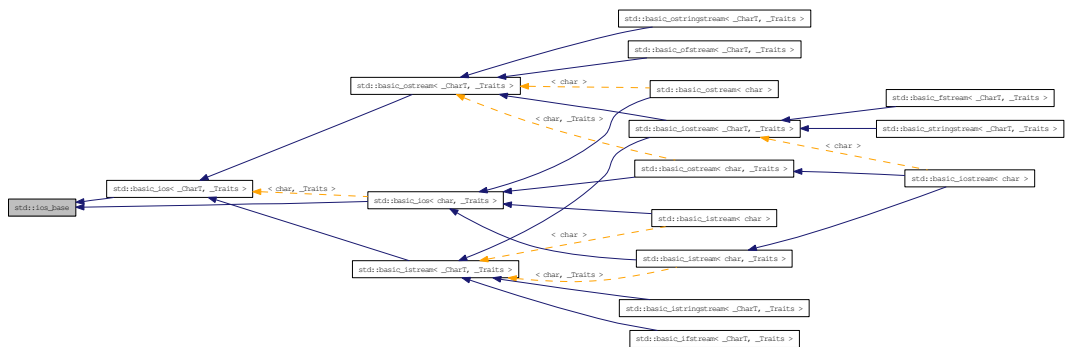 std::basic_ostringstream< _CharT, _Traits >
std::basic_ofstream< _CharT, _Traits >
std::basic_ostream< _CharT, _Traits >
< char >
std::basic_ostream< char >
std::basic_fstream< _CharT, _Traits >
< char, _Traits >
std::basic_iostream< _CharT, _Traits >
std::basic_stringstream< _CharT, _Traits >
< char >
std::basic_ostream< char, _Traits >
std::basic_iostream< char >
std::basic_ios< _CharT, _Traits >
< char, _Traits >
std::basic_ios< char, _Traits >
std::ios_base
std::basic_istream< char >
< char >
std::basic_istream< char, _Traits >
std::basic_istream< _CharT, _Traits >
< char, _Traits >
std::basic_istringstream< _CharT, _Traits >
std::basic_ifstream< _CharT, _Traits >